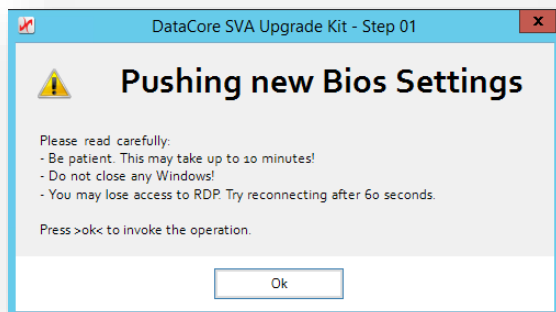 DataCore SVA Upgrade Kit - Step 01
x
Pushing new Bios Settings
Please read carefully:
- Be patient. This may take up to 10 minutes!
- Do not close any Windows!
- You may lose access to RDP. Try reconnecting after 60 seconds.
Press >ok< to invoke the operation.
Ok